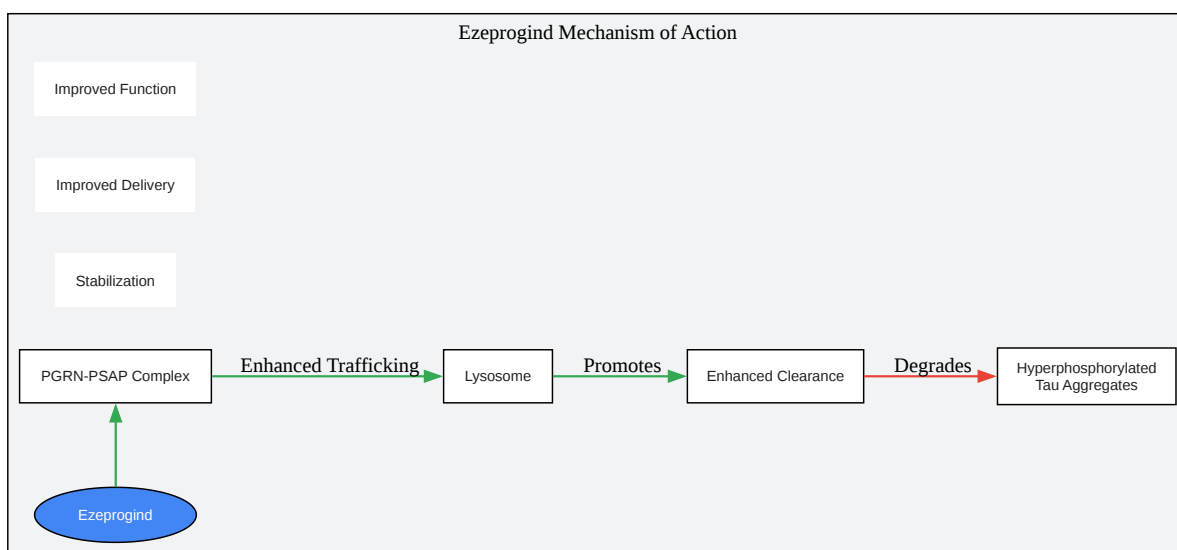 Ezeprogind Mechanism of Action
Improved Function
Improved Delivery
Stabilization
PGRN-PSAP Complex
Enhanced Trafficking
Lysosome
Promotes
Enhanced Clearance
Degrades
Hyperphosphorylated
Tau Aggregates
Ezeprogind